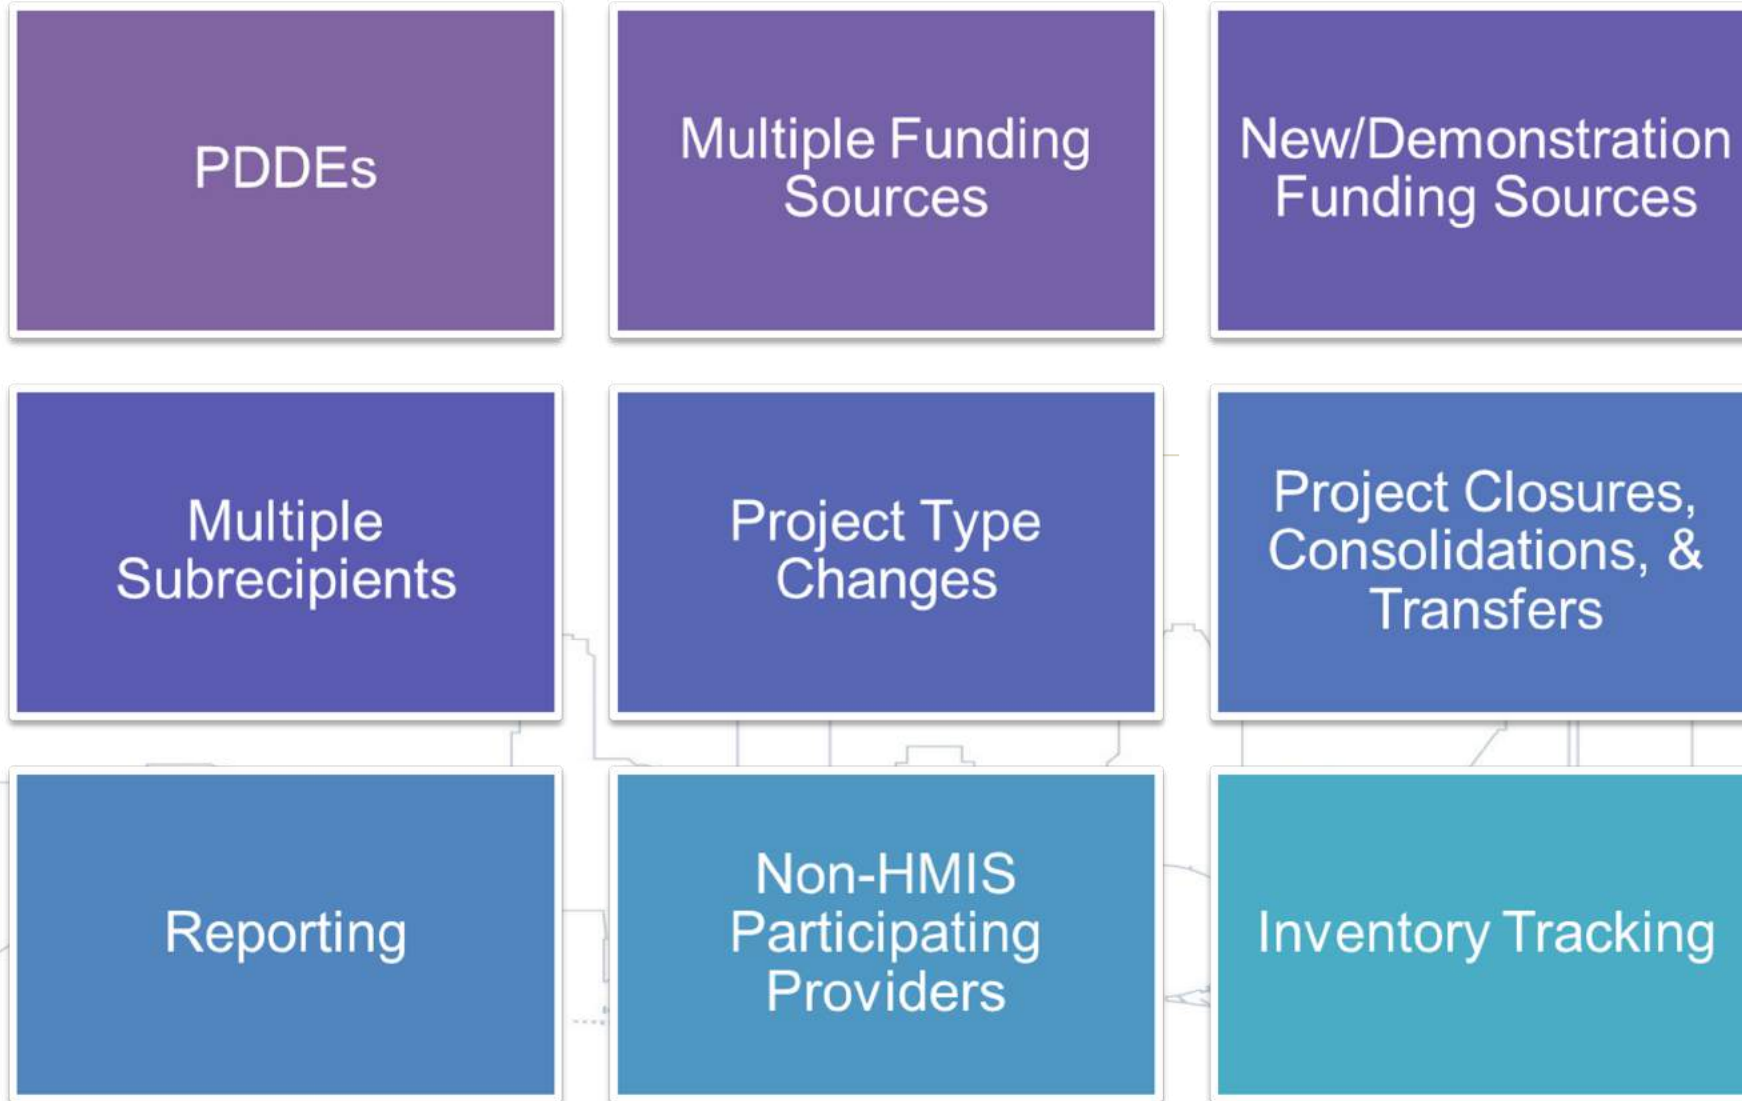 PDDEs
Multiple Funding
Sources
New/Demonstration
Funding Sources
Multiple
Subrecipients
Project Type
Changes
Project Closures,
Consolidations, &
Transfers
Reporting
Non-HMIS
Participating
Providers
Inventory Tracking